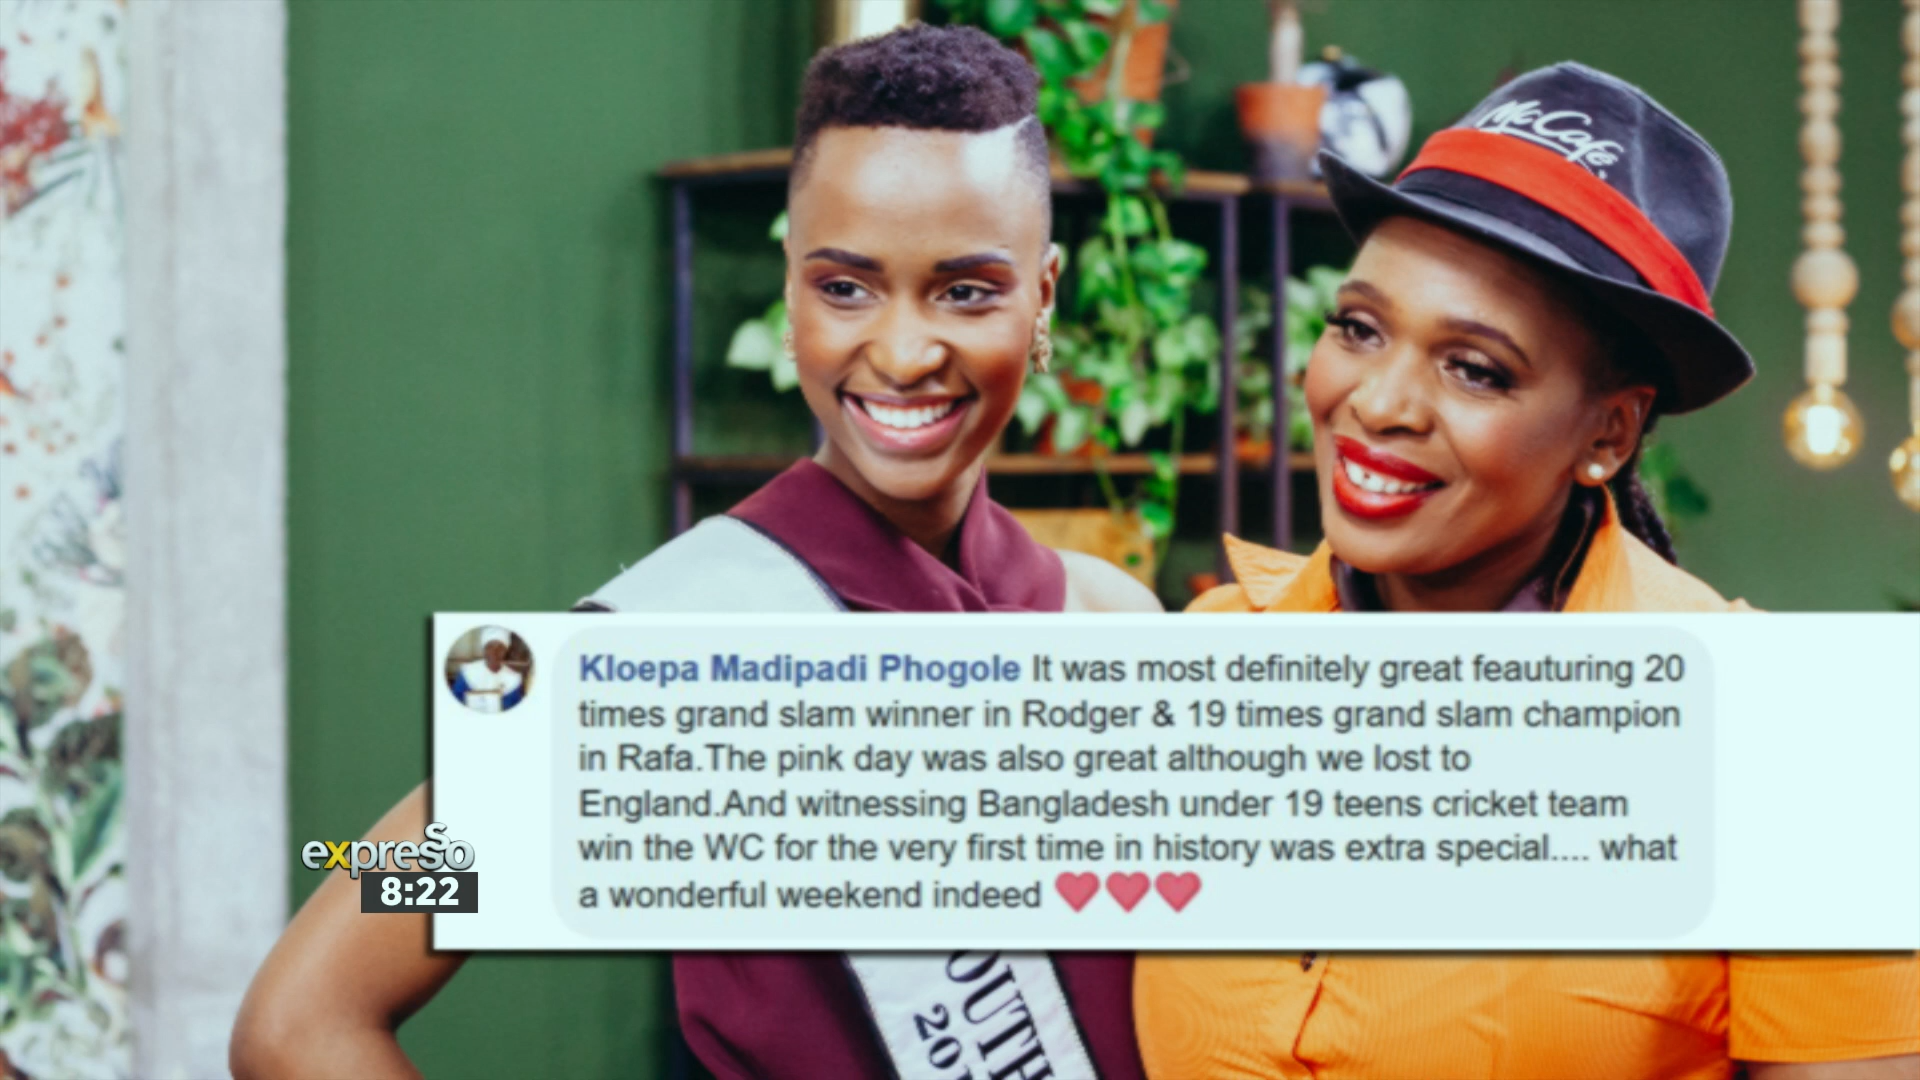 McCafé
Kloepa Madipadi Phogole It was most definitely great feauturing 20
times grand slam winner in Rodger & 19 times grand slam champion
in Rafa.The pink day was also great although we lost to
England.And witnessing Bangladesh under 19 teens cricket team
win the WC for the very first time in history was extra special.... what
a wonderful weekend indeed ❤❤❤
expresso
8:22
OUTH
201